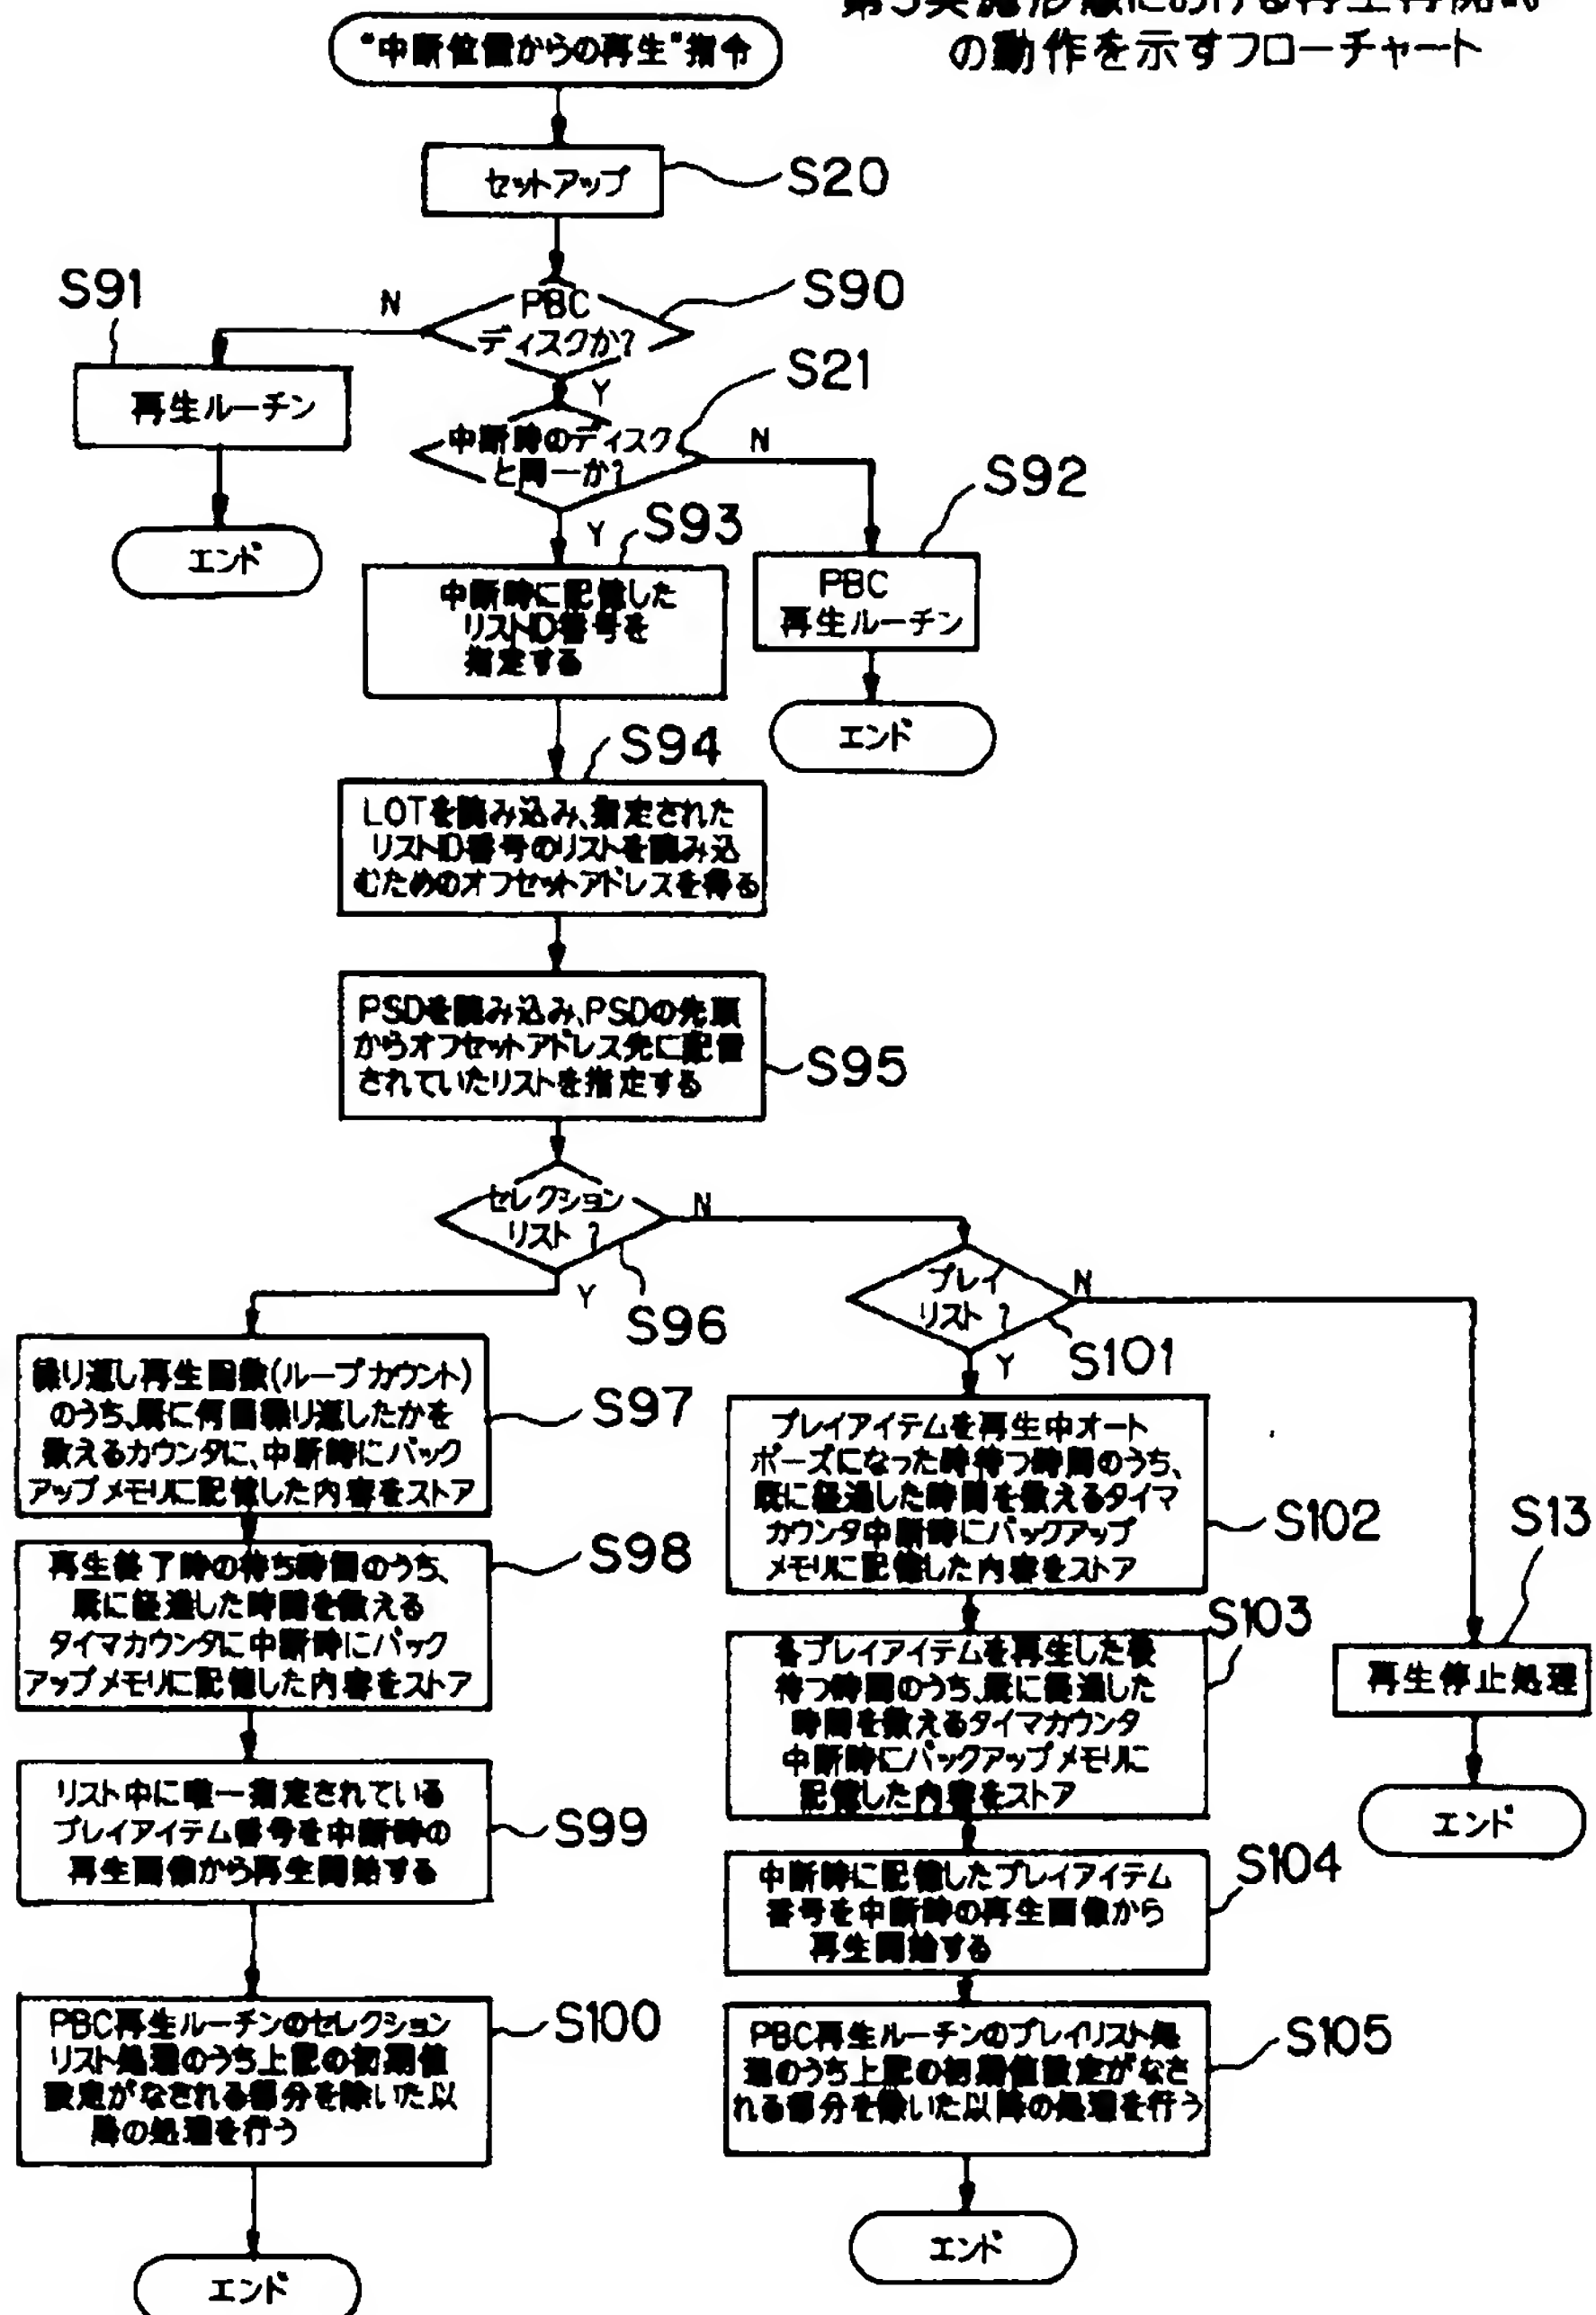 第5実施形態における再生再開時
の動作を示すフローチャート
“中断位置からの再生”指令
セットアップ
S20
PBC
ディスクか?
S90
N
Y
S91
再生ルーチン
エンド
中断時のディスク
と同一か?
S21
N
Y
S92
PBC
再生ルーチン
エンド
S93
中断時に記憶した
リストID番号を
指定する
S94
LOTを読み込み、指定された
リストID番号のリストを読み込
むためのオフセットアドレスを得る
PSDを読み込み、PSDの先頭
からオフセットアドレス先に配置
されていたリストを指定する
S95
セレクション
リスト ?
N
Y
S96
プレイ
リスト ?
N
Y
S101
繰り返し再生回数(ループカウント)
のうち、既に何回繰り返したかを
数えるカウンタに、中断時にバック
アップメモリに記憶した内容をストア
S97
再生終了時の待ち時間のうち、
既に経過した時間を数える
タイマカウンタに中断時にバック
アップメモリに記憶した内容をストア
S98
リスト中に唯一指定されている
プレイアイテム番号を中断時の
再生画像から再生開始する
S99
PBC再生ルーチンのセレクション
リスト処理のうち上記の初期値
設定がなされる部分を除いた以
降の処理を行う
S100
エンド
プレイアイテムを再生中オート
ポーズになった時待つ時間のうち、
既に経過した時間を数えるタイマ
カウンタ中断時にバックアップ
メモリに記憶した内容をストア
S102
各プレイアイテムを再生した後
待つ時間のうち、既に経過した
時間を数えるタイマカウンタ
中断時にバックアップメモリに
記憶した内容をストア
S103
中断時に記憶したプレイアイテム
番号を中断時の再生画像から
再生開始する
S104
PBC再生ルーチンのプレイリスト処
理のうち上記の初期値設定がなさ
れる部分を除いた以降の処理を行う
S105
エンド
S13
再生停止処理
エンド